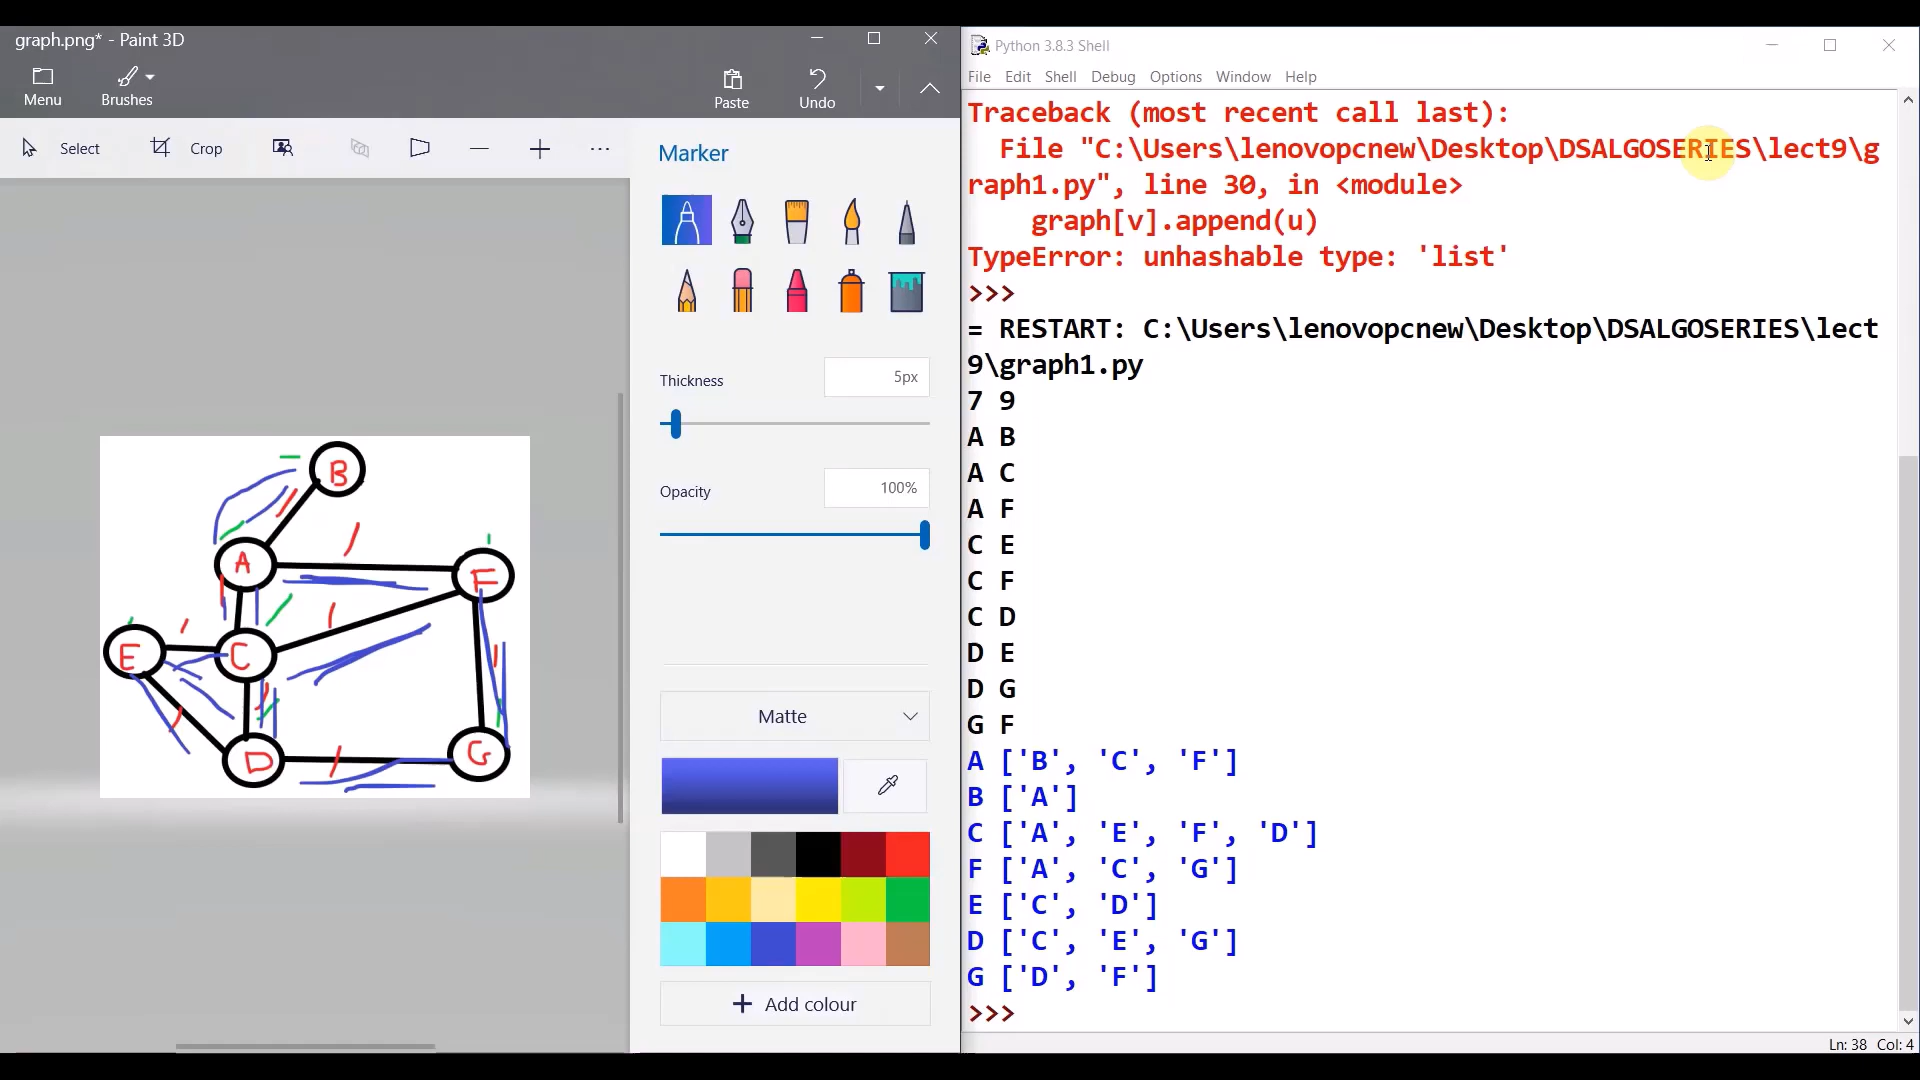 graph.png* - Paint 3D
Menu
Brushes
Paste
Undo
Select
Crop
Marker
Thickness
5px
Opacity
100%
Matte
Add colour
B
A
F
E
C
D
G
Python 3.8.3 Shell
File Edit Shell Debug Options Window Help
Traceback (most recent call last):
File "C:\Users\lenovopcnew\Desktop\DSALGOSERIES\lect9\g
raph1.py", line 30, in <module>
graph[v].append(u)
TypeError: unhashable type: 'list'
>>>
= RESTART: C:\Users\lenovopcnew\Desktop\DSALGOSERIES\lect
9\graph1.py
7 9
A B
A C
A F
C E
C F
C D
D E
D G
G F
A ['B', 'C', 'F']
B ['A']
C ['A', 'E', 'F', 'D']
F ['A', 'C', 'G']
E ['C', 'D']
D ['C', 'E', 'G']
G ['D', 'F']
>>>
Ln: 38 Col: 4